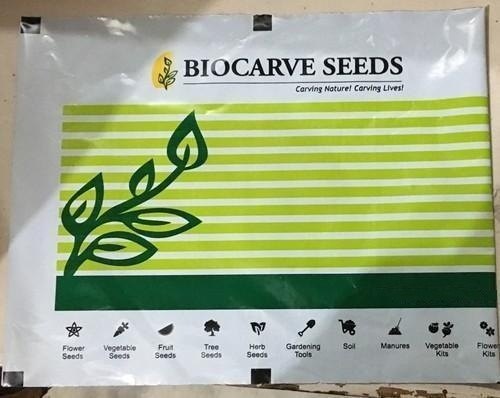 BIOCARVE SEEDS
Carving Nature! Carving Lives!
Flower Seeds
Vegetable Seeds
Fruit Seeds
Tree Seeds
Herb Seeds
Gardening Tools
Soil
Manures
Vegetable Kits
Flower Kits